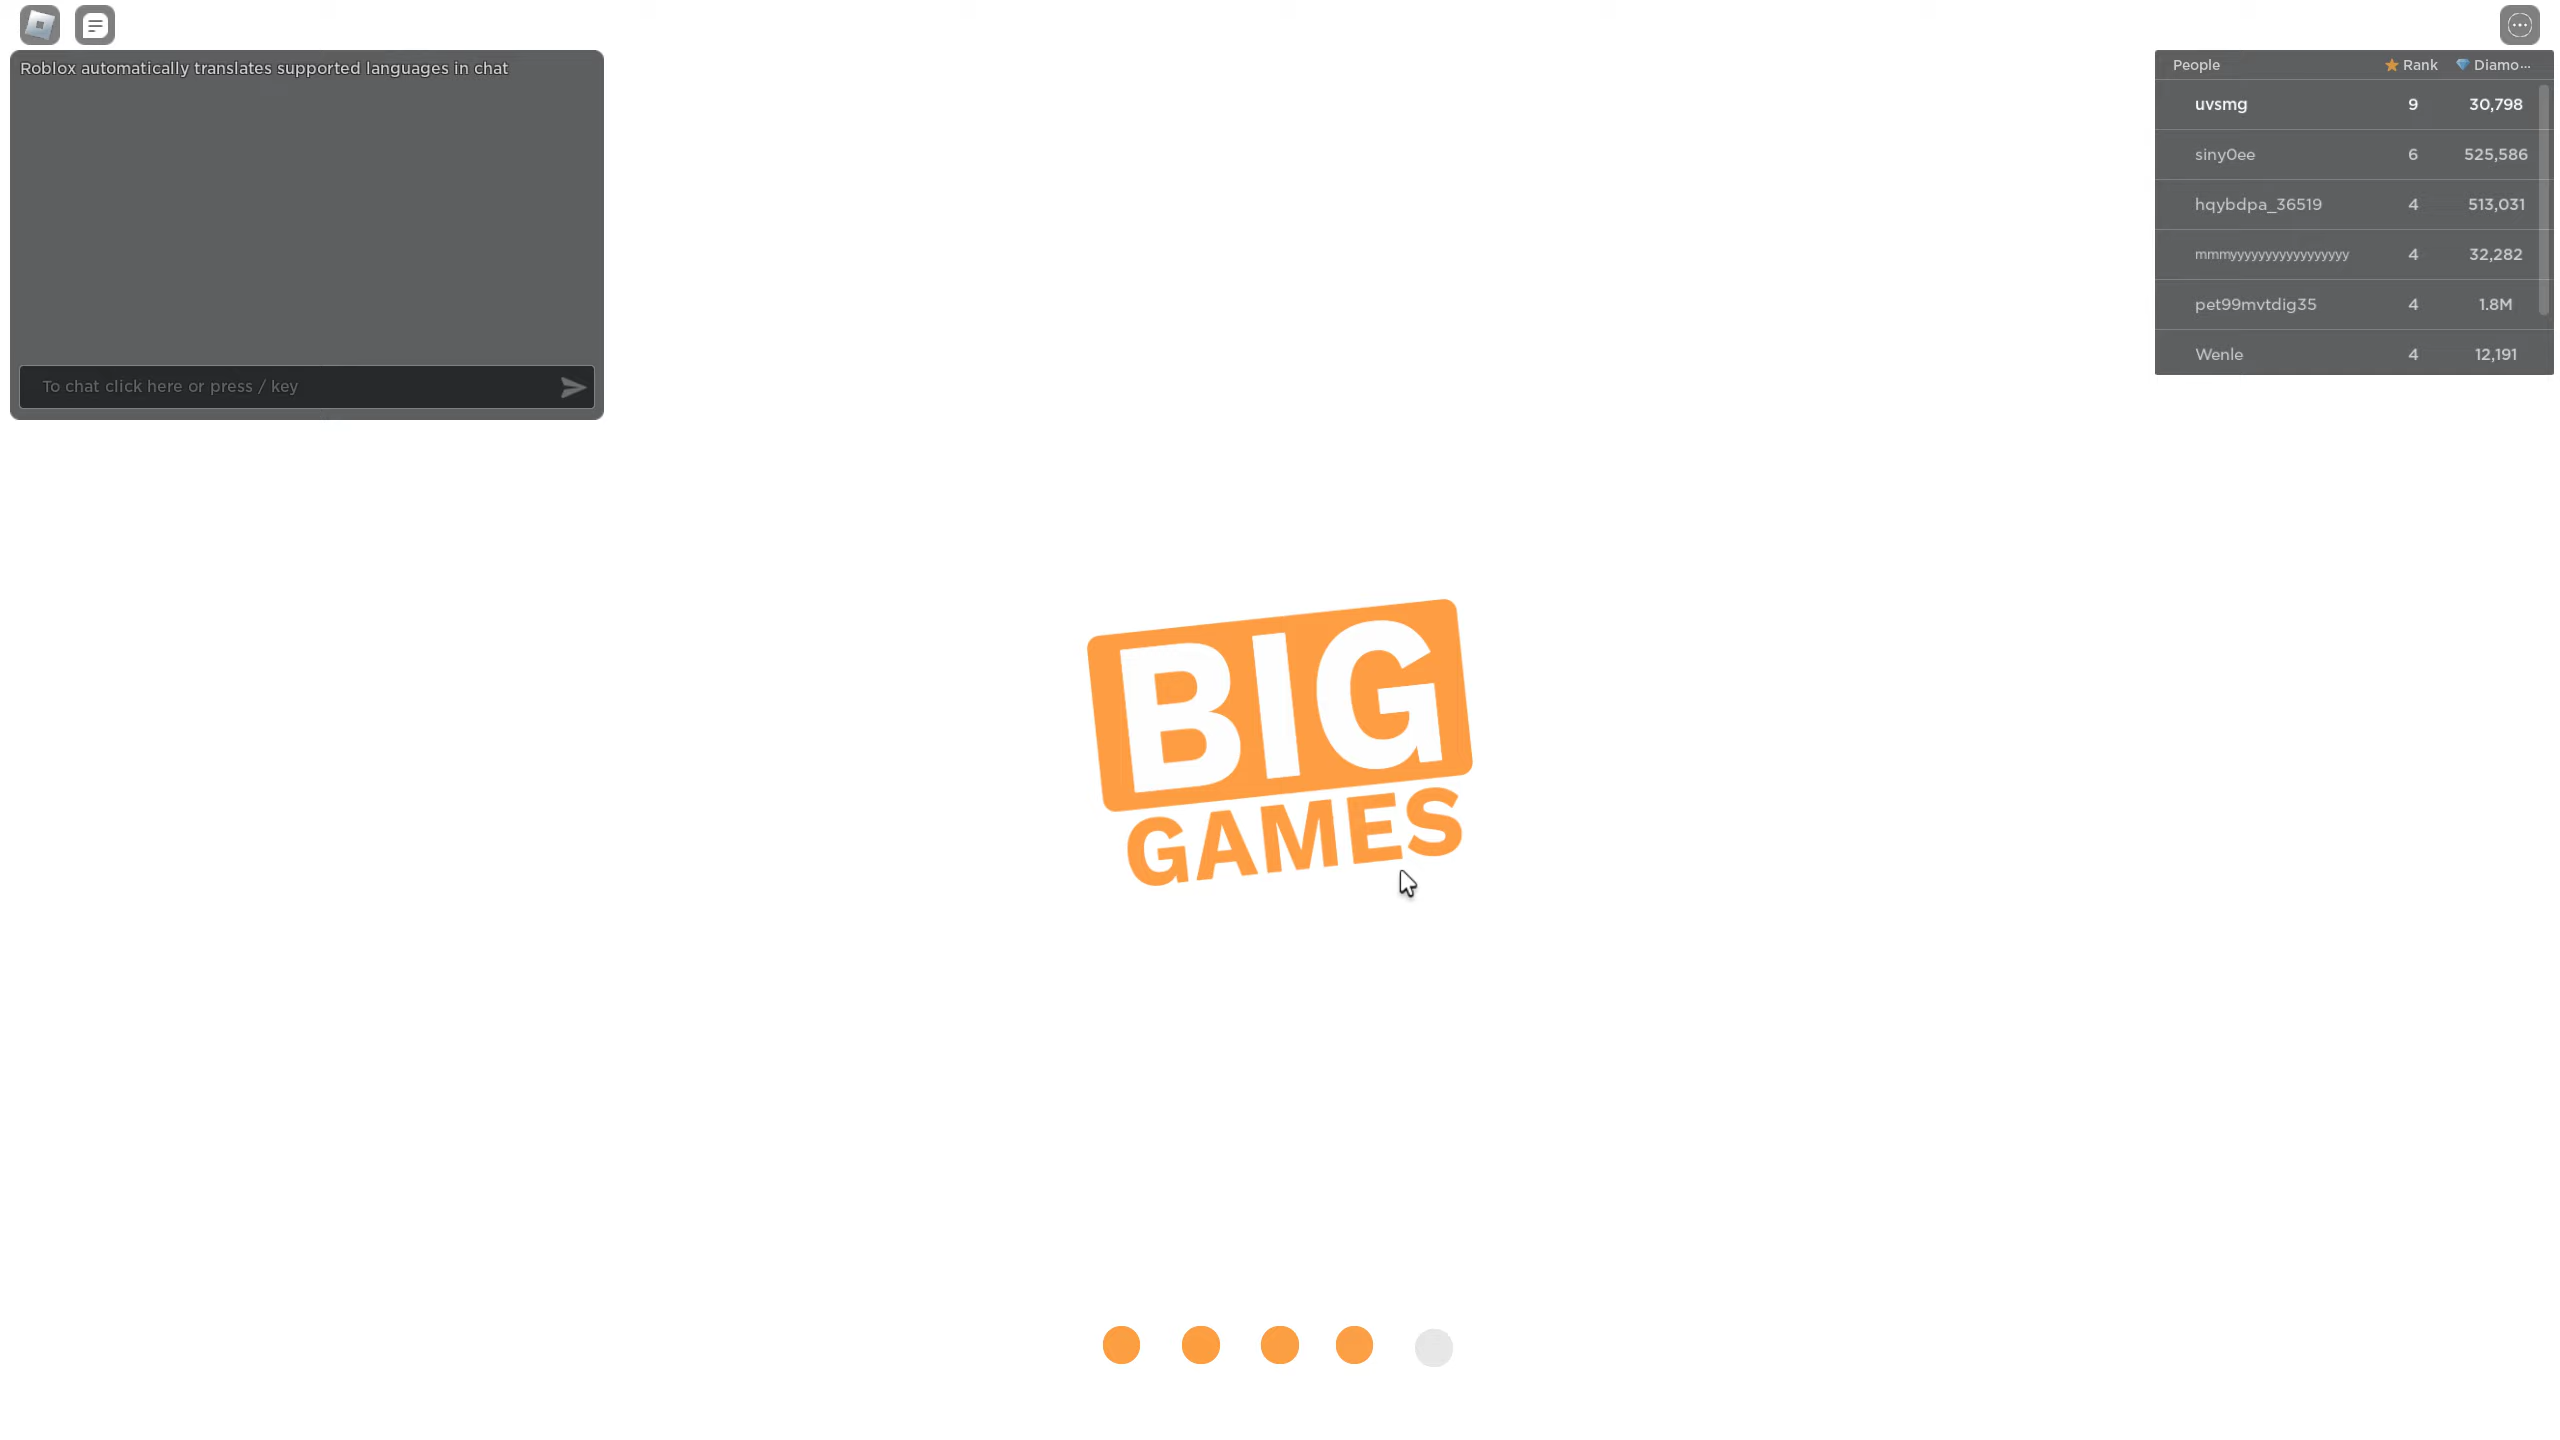 Roblox automatically translates supported languages in chat
To chat click here or press / key
People Rank Diamo...
uvsmg 9 30,798
siny0ee 6 525,586
hqybdpa_36519 4 513,031
mmmyyyyyyyyyyyyyyyyy 4 32,282
pet99mvtdig35 4 1.8M
Wenle 4 12,191
BIG
GAMES